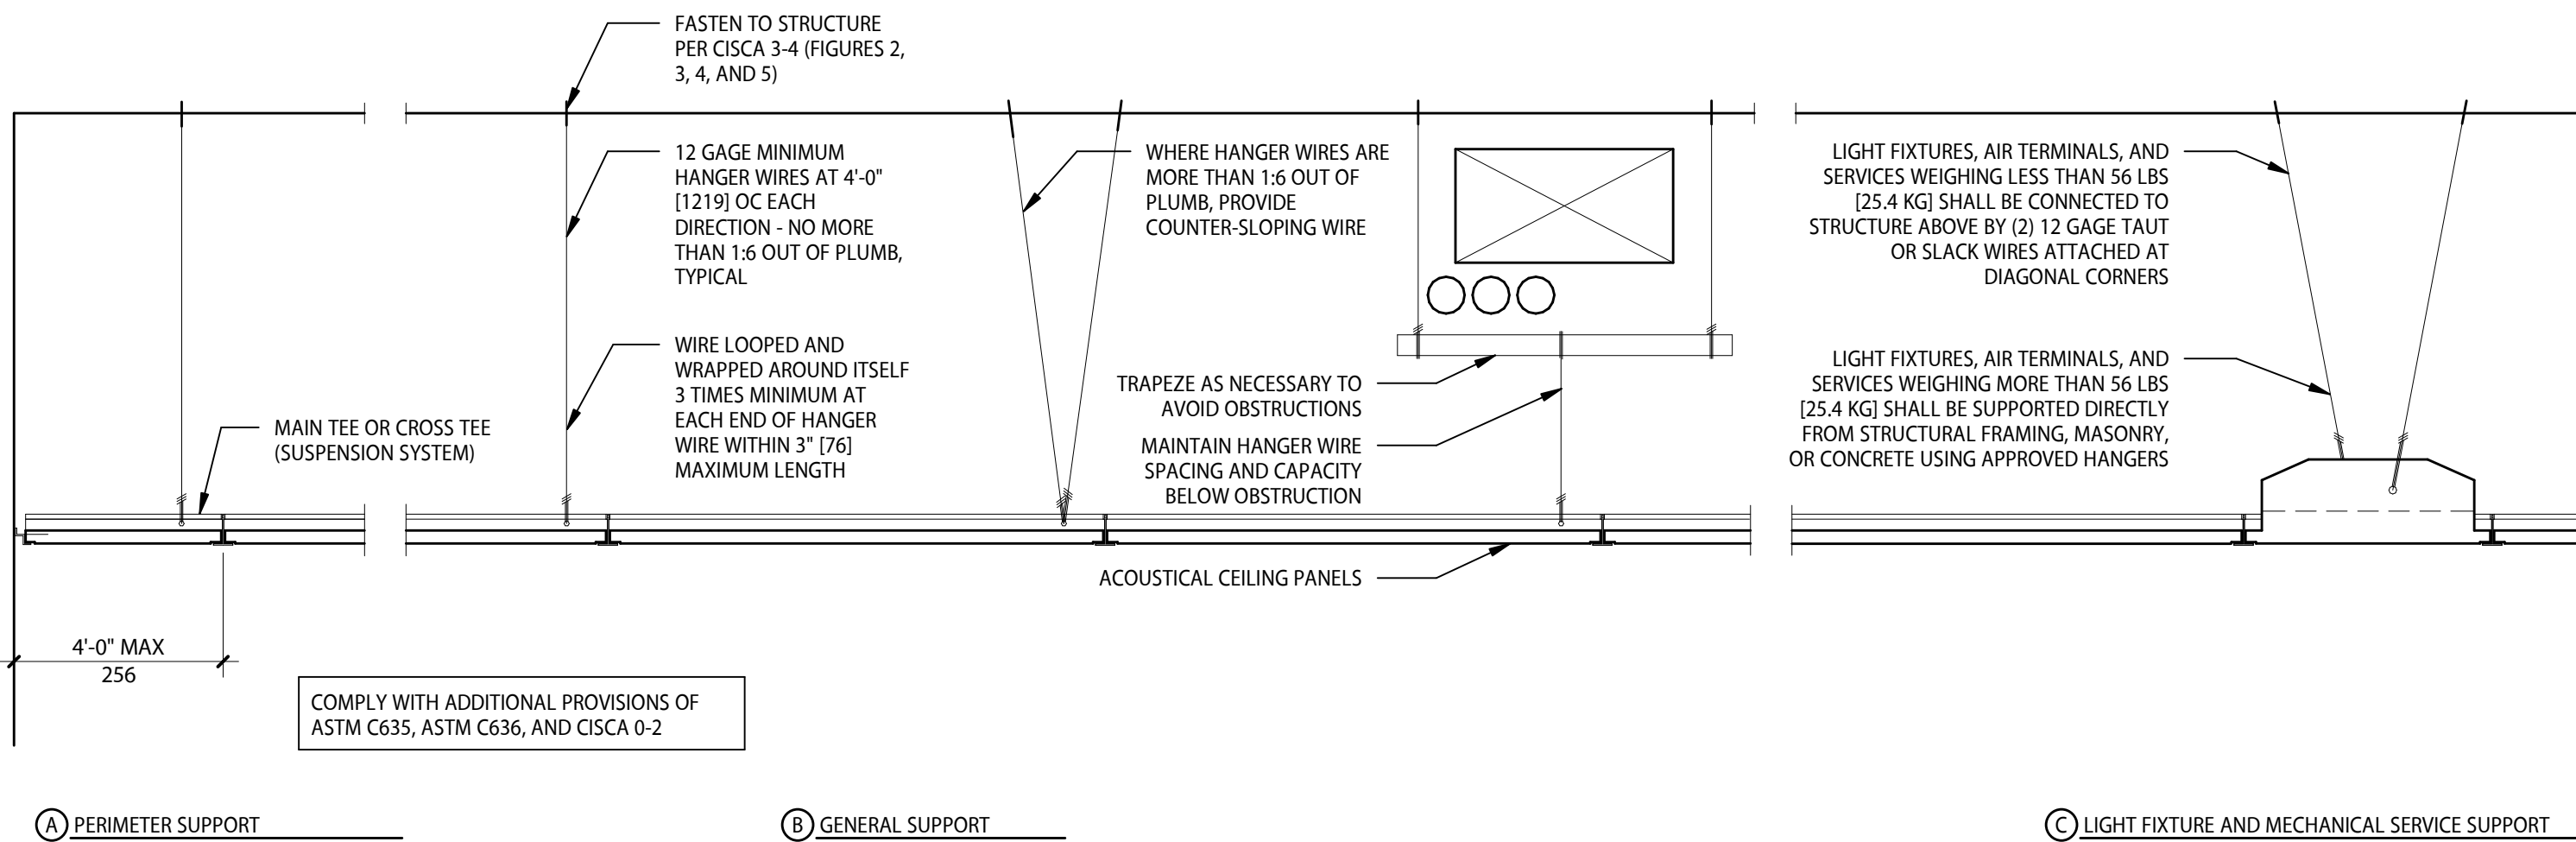 FASTEN TO STRUCTURE
PER CISCA 3-4 (FIGURES 2,
3, 4, AND 5)
12 GAGE MINIMUM
HANGER WIRES AT 4'-0"
[1219] OC EACH
DIRECTION - NO MORE
THAN 1:6 OUT OF PLUMB,
TYPICAL
WHERE HANGER WIRES ARE
MORE THAN 1:6 OUT OF
PLUMB, PROVIDE
COUNTER-SLOPING WIRE
LIGHT FIXTURES, AIR TERMINALS, AND
SERVICES WEIGHING LESS THAN 56 LBS
[25.4 KG] SHALL BE CONNECTED TO
STRUCTURE ABOVE BY (2) 12 GAGE TAUT
OR SLACK WIRES ATTACHED AT
DIAGONAL CORNERS
WIRE LOOPED AND
WRAPPED AROUND ITSELF
3 TIMES MINIMUM AT
EACH END OF HANGER
WIRE WITHIN 3" [76]
MAXIMUM LENGTH
MAIN TEE OR CROSS TEE
(SUSPENSION SYSTEM)
TRAPEZE AS NECESSARY TO
AVOID OBSTRUCTIONS
MAINTAIN HANGER WIRE
SPACING AND CAPACITY
BELOW OBSTRUCTION
LIGHT FIXTURES, AIR TERMINALS, AND
SERVICES WEIGHING MORE THAN 56 LBS
[25.4 KG] SHALL BE SUPPORTED DIRECTLY
FROM STRUCTURAL FRAMING, MASONRY,
OR CONCRETE USING APPROVED HANGERS
ACOUSTICAL CEILING PANELS
4'-0" MAX
256
COMPLY WITH ADDITIONAL PROVISIONS OF
ASTM C635, ASTM C636, AND CISCA 0-2
A PERIMETER SUPPORT
B GENERAL SUPPORT
C LIGHT FIXTURE AND MECHANICAL SERVICE SUPPORT